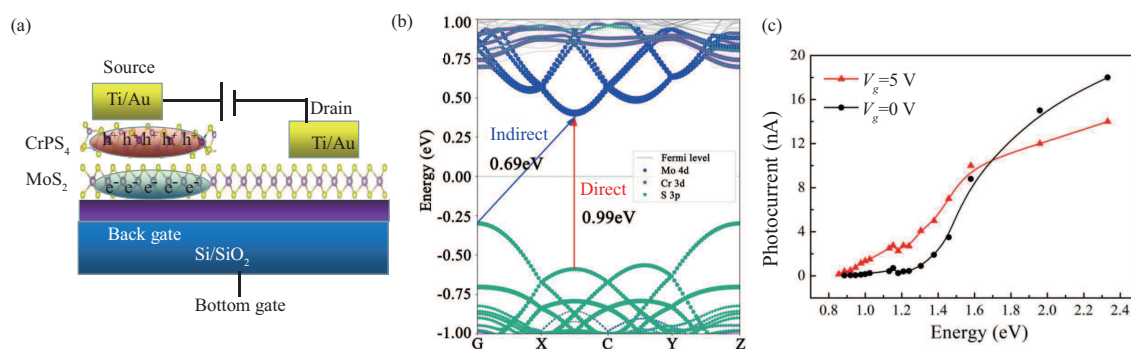 (a)
Source
Ti/Au
Drain
Ti/Au
CrPS4
h+ h+ h+ h+ h+
MoS2
e- e- e- e- e-
Back gate
Si/SiO2
Bottom gate
(b)
Energy (eV)
1.00
0.75
0.50
0.25
0.00
-0.25
-0.50
-0.75
-1.00
Indirect
0.69eV
Direct
0.99eV
Fermi level
Mo 4d
Cr 3d
S 3p
G X C Y Z
(c)
Photocurrent (nA)
20
16
12
8
4
0
Vg=5 V
Vg=0 V
0.8 1.0 1.2 1.4 1.6 1.8 2.0 2.2 2.4
Energy (eV)